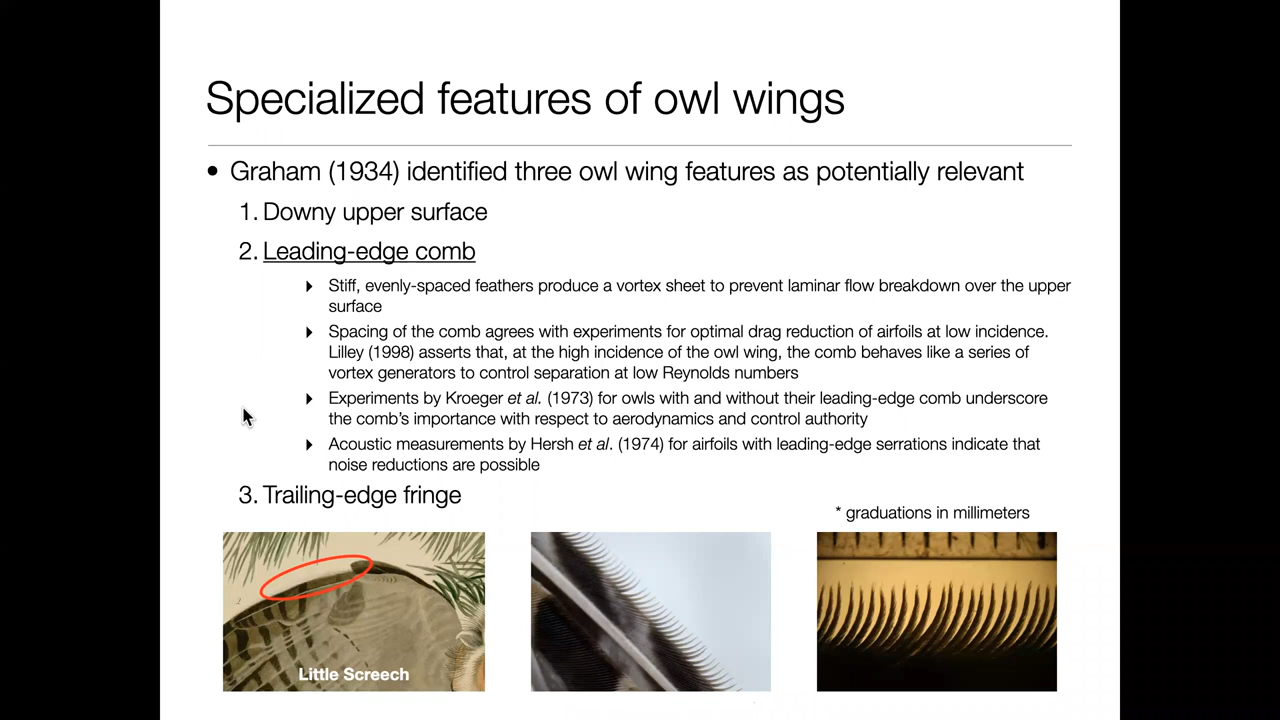 Specialized features of owl wings
• Graham (1934) identified three owl wing features as potentially relevant
1. Downy upper surface
2. Leading-edge comb
Stiff, evenly-spaced feathers produce a vortex sheet to prevent laminar flow breakdown over the upper
surface
Spacing of the comb agrees with experiments for optimal drag reduction of airfoils at low incidence.
Lilley (1998) asserts that, at the high incidence of the owl wing, the comb behaves like a series of
vortex generators to control separation at low Reynolds numbers
Experiments by Kroeger et al. (1973) for owls with and without their leading-edge comb underscore
the comb's importance with respect to aerodynamics and control authority
Acoustic measurements by Hersh et al. (1974) for airfoils with leading-edge serrations indicate that
noise reductions are possible
3. Trailing-edge fringe
* graduations in millimeters
Little Screech